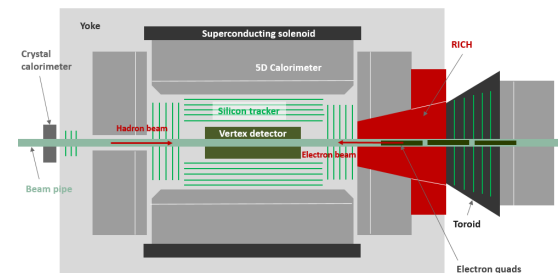 Yoke
Superconducting solenoid
Crystal
calorimeter
5D Calorimeter
RICH
Silicon tracker
Hadron beam
Vertex detector
Electron beam
Beam pipe
Toroid
Electron quads